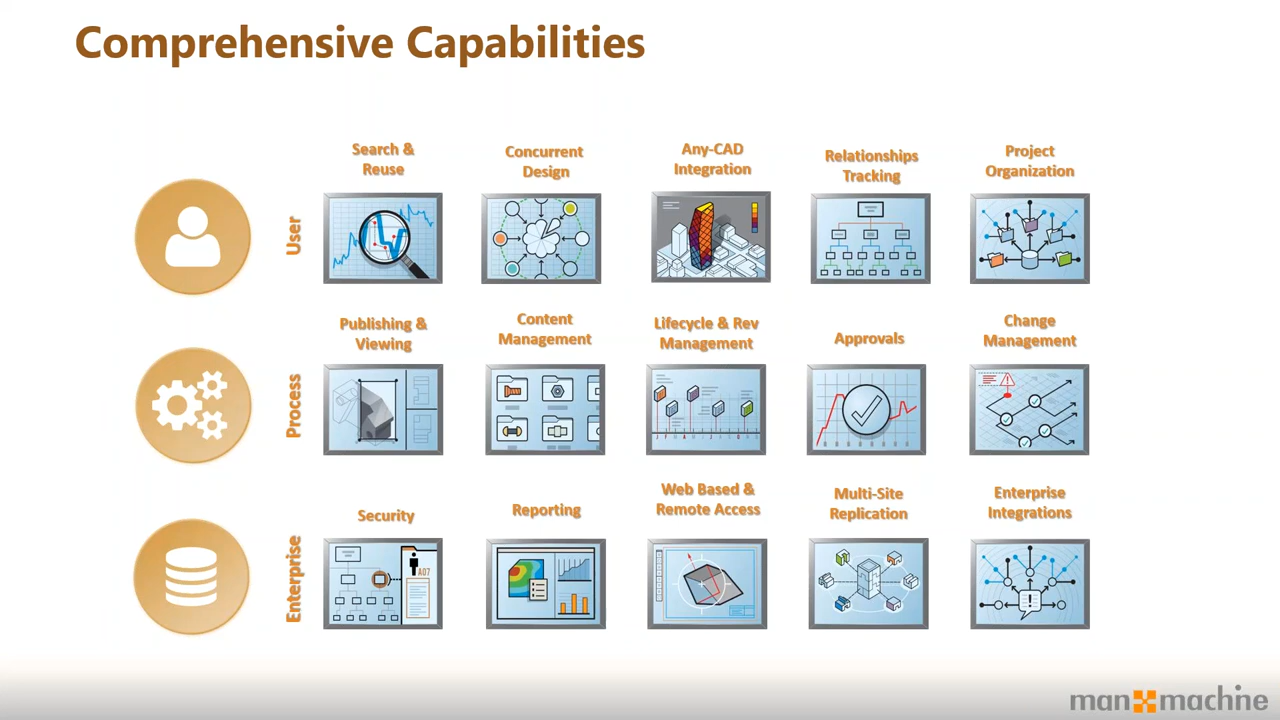 Comprehensive Capabilities
User
Search &
Reuse
Concurrent
Design
Any-CAD
Integration
Relationships
Tracking
Project
Organization
Process
Publishing &
Viewing
Content
Management
Lifecycle & Rev
Management
Approvals
Change
Management
Enterprise
Security
A07
Reporting
Web Based &
Remote Access
Multi-Site
Replication
Enterprise
Integrations
man machine